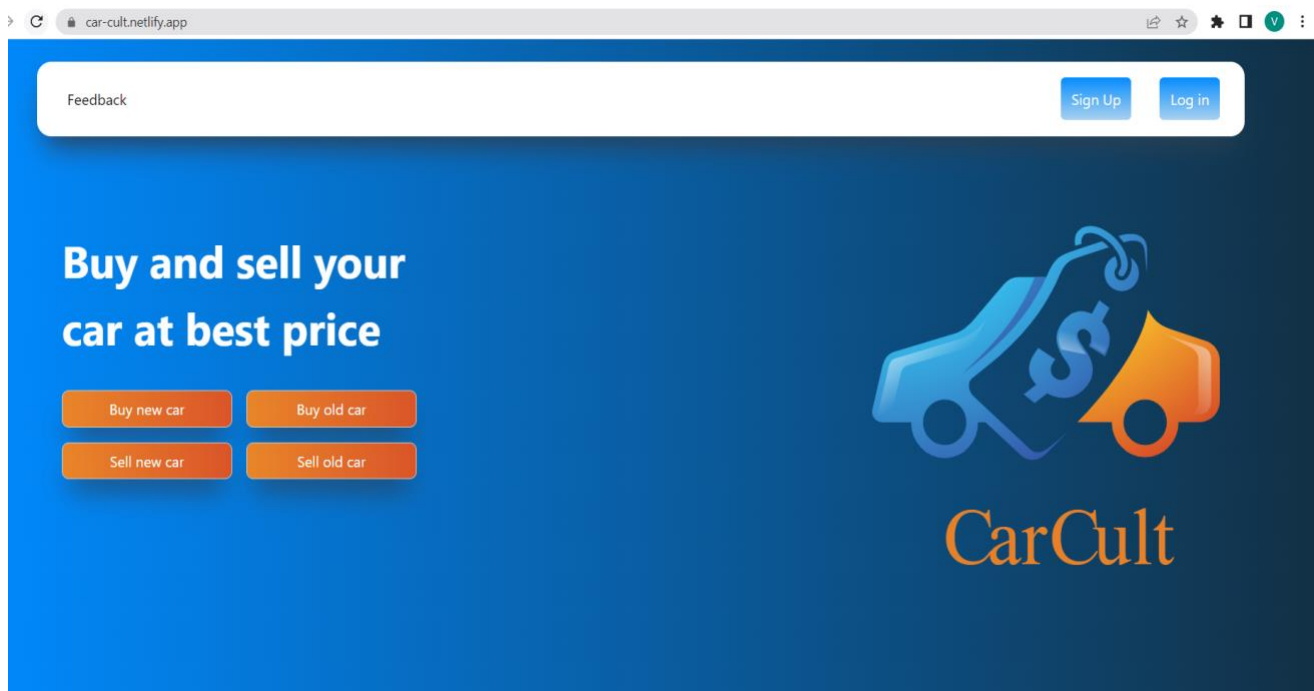 car-cult.netlify.app
V
Feedback
Sign Up
Log in
Buy and sell your
car at best price
Buy new car
Buy old car
Sell new car
Sell old car
$
CarCult